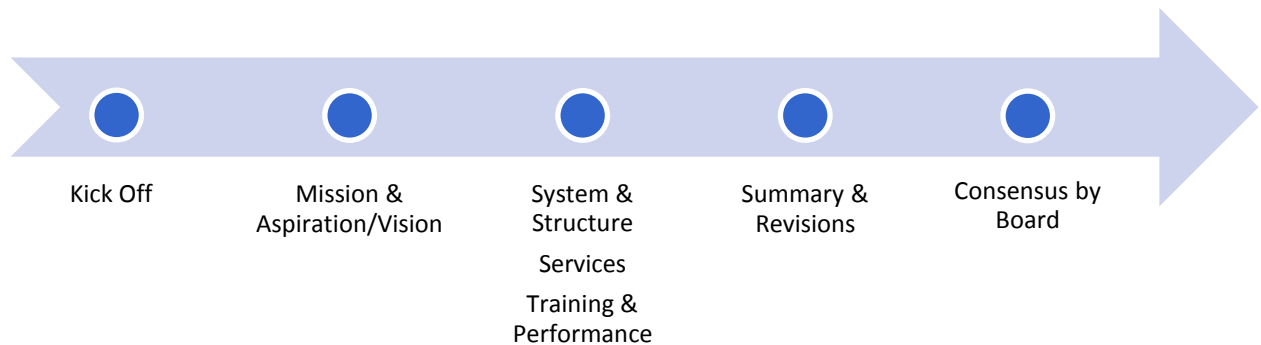 Kick Off
Mission &
Aspiration/Vision
System &
Structure
Services
Training &
Performance
Summary &
Revisions
Consensus by
Board